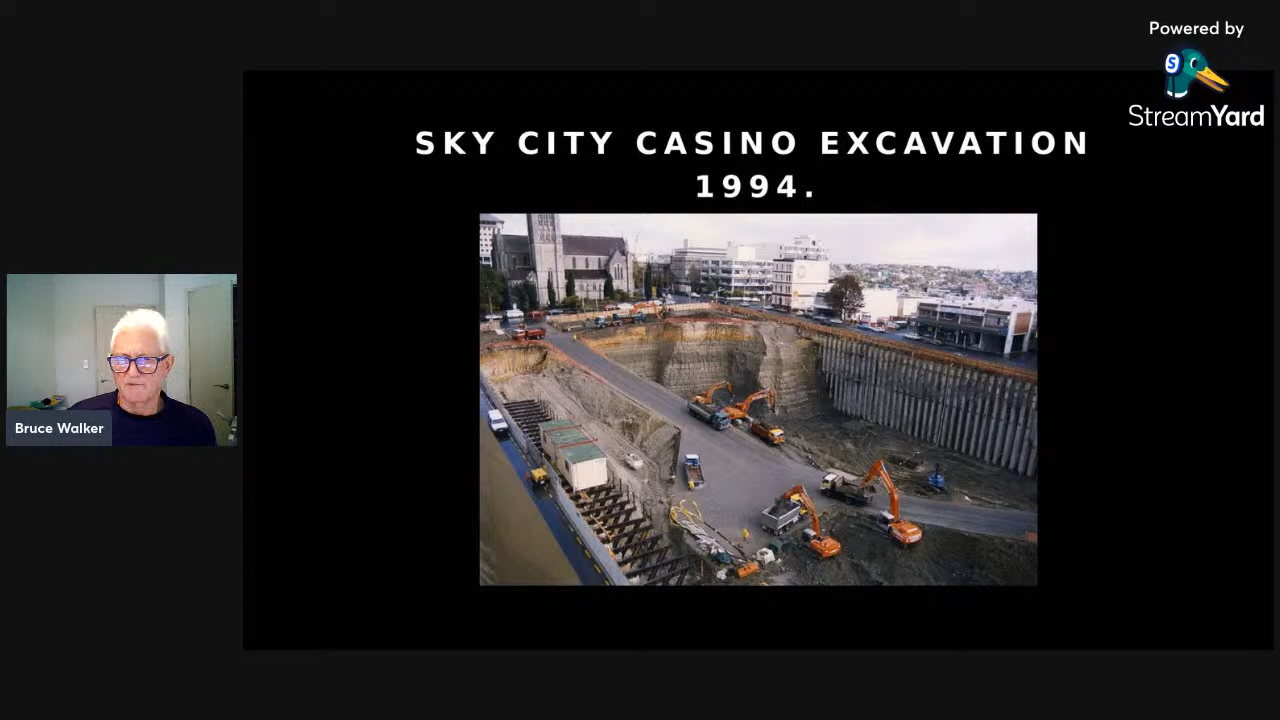 Powered by
S
StreamYard
SKY CITY CASINO EXCAVATION
1994.
Bruce Walker